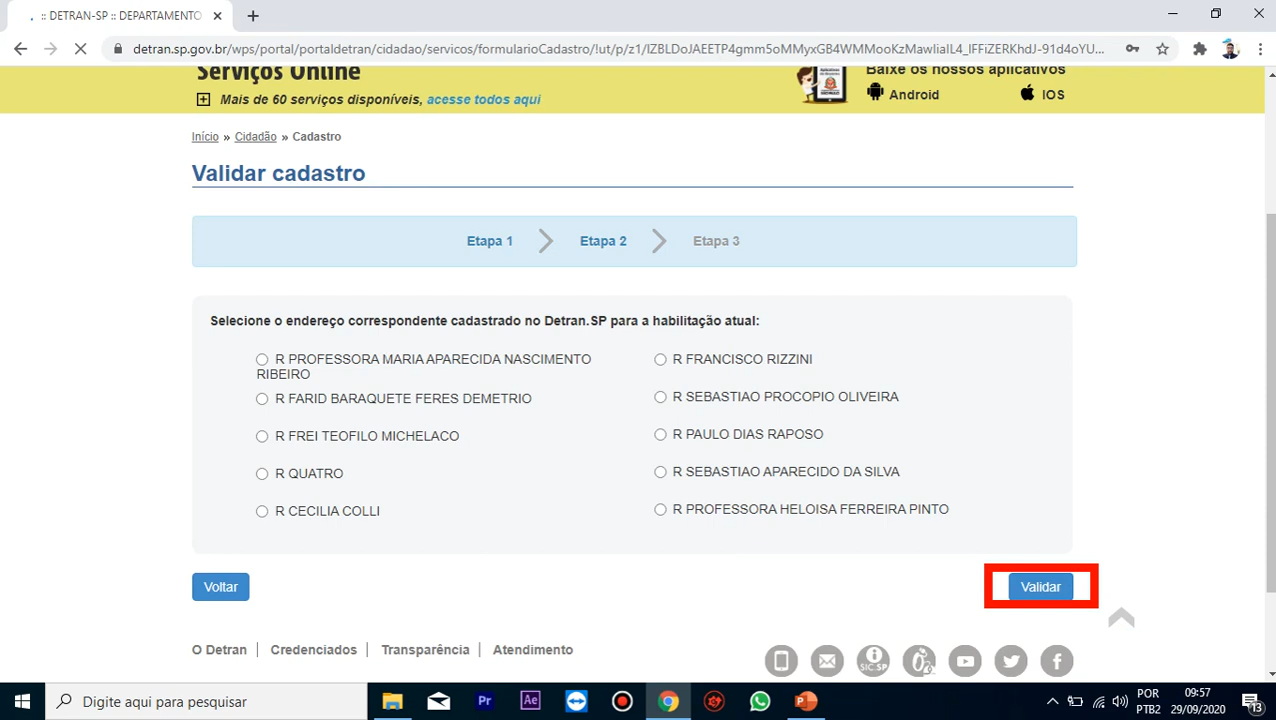 :: DETRAN-SP :: DEPARTAMENTO
detran.sp.gov.br/wps/portal/portaldetran/cidadao/servicos/formularioCadastro/!ut/p/z1/
Serviços Online
Mais de 60 serviços disponíveis, acesse todos aqui
Baixe os nossos aplicativos
Android
IOS
Início » Cidadão » Cadastro
Validar cadastro
Etapa 1
Etapa 2
Etapa 3
Selecione o endereço correspondente cadastrado no Detran.SP para a habilitação atual:
R PROFESSORA MARIA APARECIDA NASCIMENTO
RIBEIRO
R FARID BARAQUETE FERES DEMETRIO
R FREI TEOFILO MICHELACO
R QUATRO
R CECILIA COLLI
R FRANCISCO RIZZINI
R SEBASTIAO PROCOPIO OLIVEIRA
R PAULO DIAS RAPOSO
R SEBASTIAO APARECIDO DA SILVA
R PROFESSORA HELOISA FERREIRA PINTO
Voltar
Validar
O Detran | Credenciados | Transparência | Atendimento
SIC.SP
Digite aqui para pesquisar
Pr
Ae
POR
PTB2
09:57
29/09/2020
13